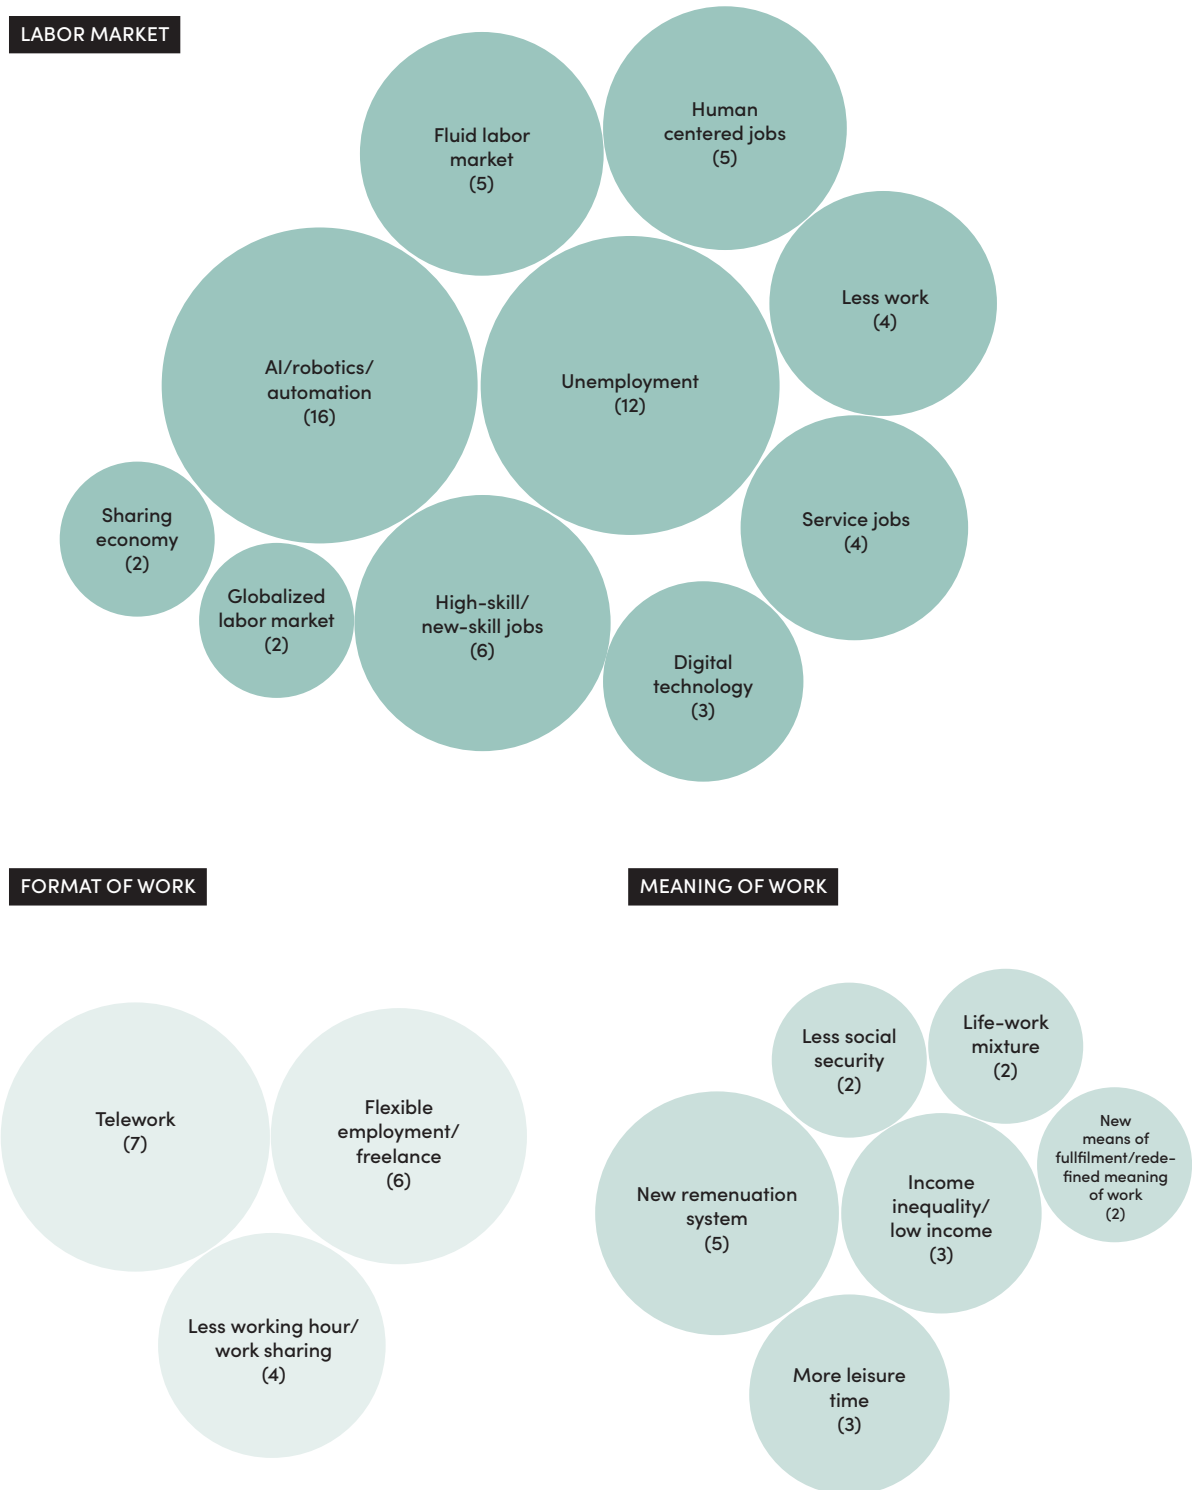 LABOR MARKET
Fluid labor
market
(5)
Human
centered jobs
(5)
Less work
(4)
AI/robotics/
automation
(16)
Unemployment
(12)
Sharing
economy
(2)
Globalized
labor market
(2)
High-skill/
new-skill jobs
(6)
Service jobs
(4)
Digital
technology
(3)
FORMAT OF WORK
Telework
(7)
Flexible
employment/
freelance
(6)
Less working hour/
work sharing
(4)
MEANING OF WORK
Less social
security
(2)
Life-work
mixture
(2)
New
means of
fullfilment/rede-
fined meaning
of work
(2)
New remenuation
system
(5)
Income
inequality/
low income
(3)
More leisure
time
(3)